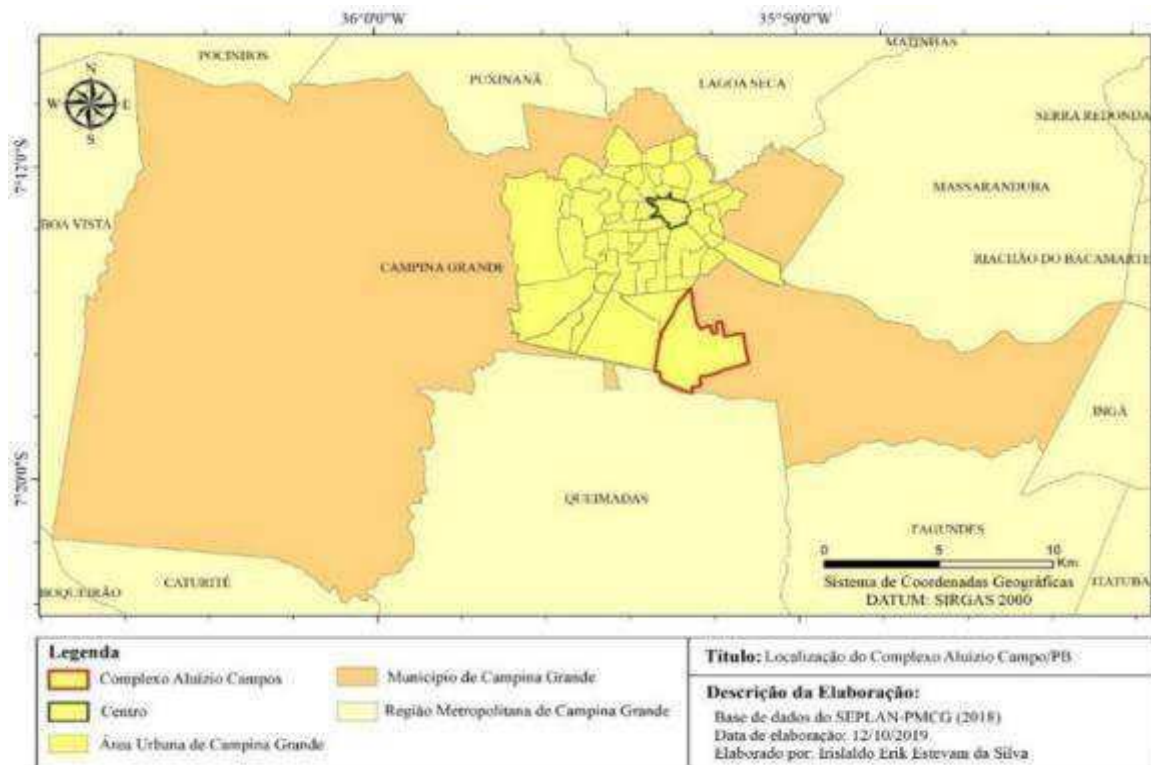 36°0'0"W 35°50'0"W
POCINHOS
MATINHAS
PUXINANÃ
LAGOA SECA
N
W E
S
SERRA REDONDA
7°12'0"S
MASSARANDUBA
BOA VISTA
CAMPINA GRANDE
RIACHÃO DO BACAMARTE
INGÁ
7°20'0"S
QUEIMADAS
FAGUNDES
0 5 10
Km
CATURITÉ
BOQUEIRÃO
ITATUBA
Sistema de Coordenadas Geográficas
DATUM: SIRGAS 2000
Legenda
Complexo Aluízio Campos
Centro
Área Urbana de Campina Grande
Município de Campina Grande
Região Metropolitana de Campina Grande
Título: Localização do Complexo Aluízio Campo/PB
Descrição da Elaboração:
Base de dados do SEPLAN-PMCG (2018)
Data de elaboração: 12/10/2019
Elaborado por: Irislaldo Erik Estevam da Silva